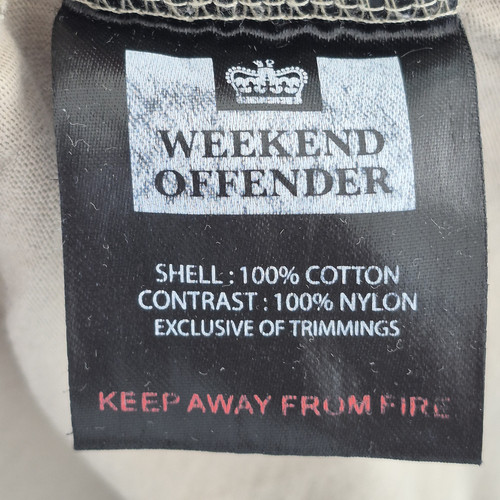 WEEKEND
OFFENDER
SHELL : 100% COTTON
CONTRAST : 100% NYLON
EXCLUSIVE OF TRIMMINGS
KEEP AWAY FROM FIRE